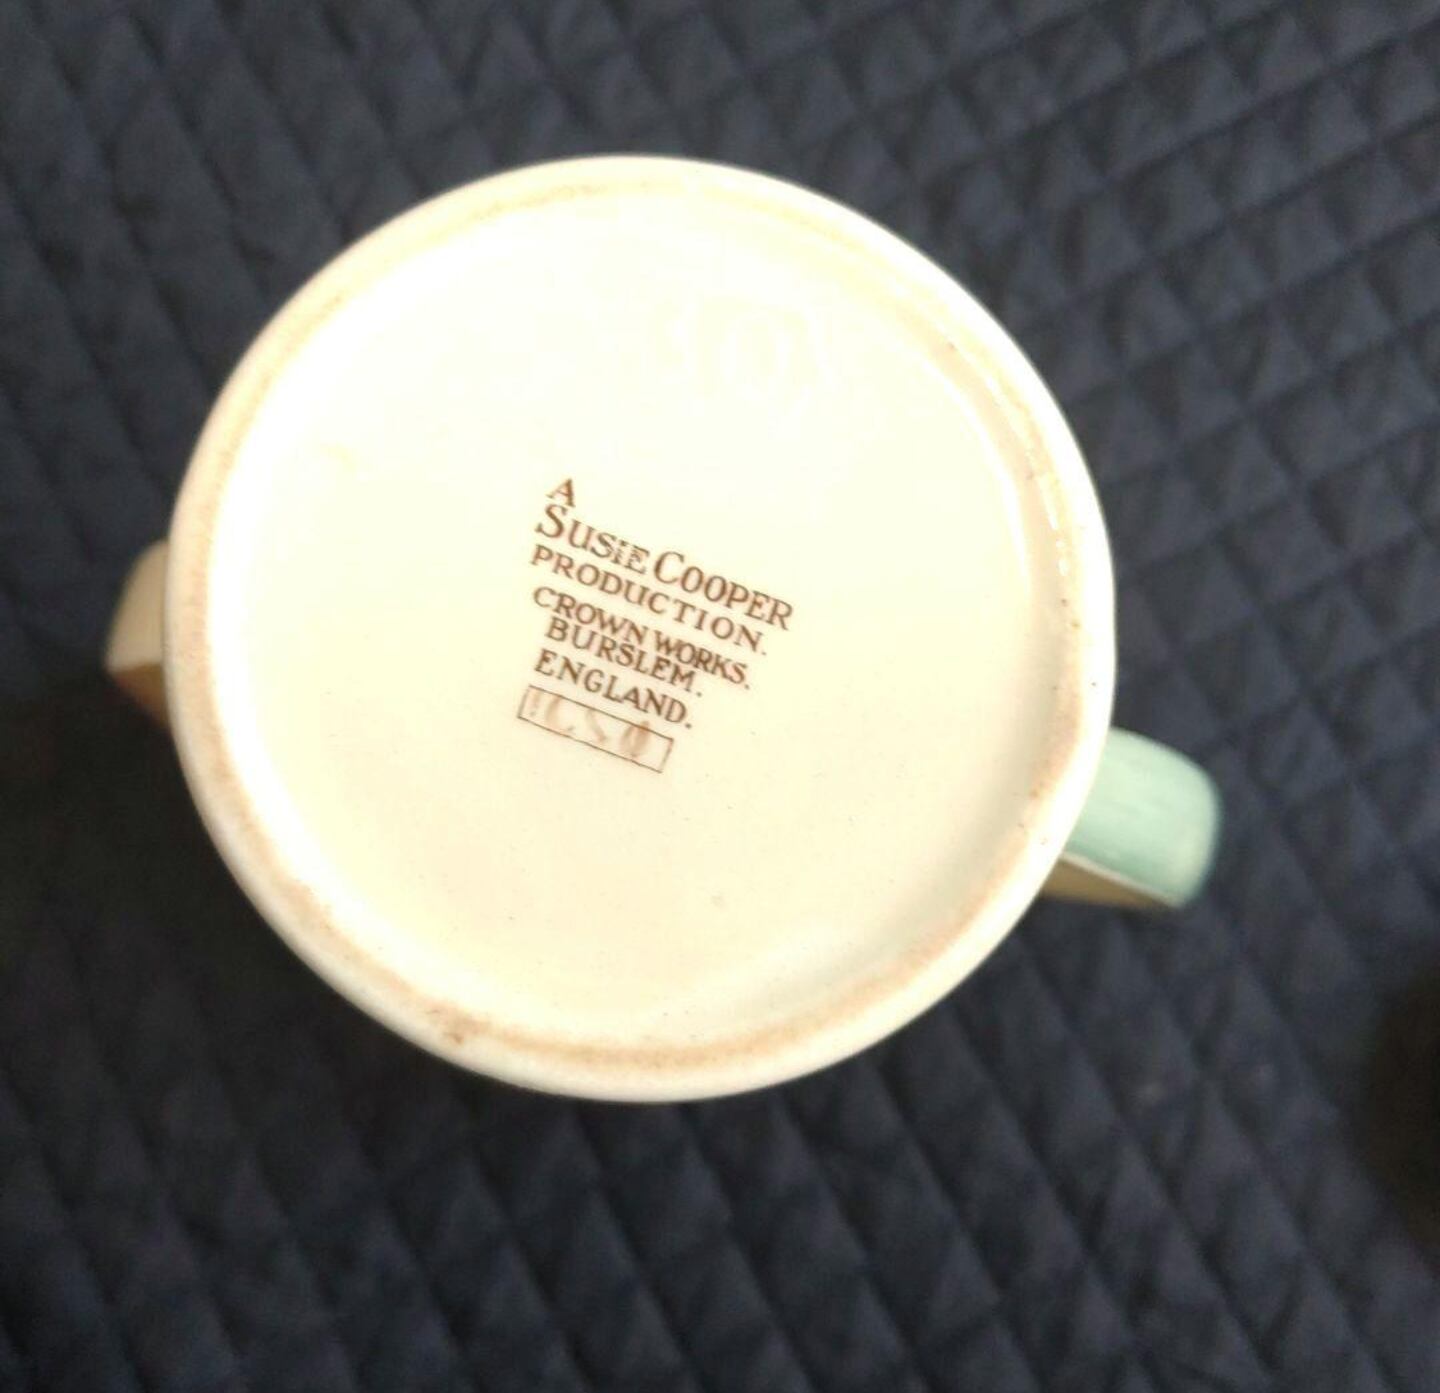 A
SUSIE COOPER
PRODUCTION.
CROWN WORKS.
BURSLEM.
ENGLAND.